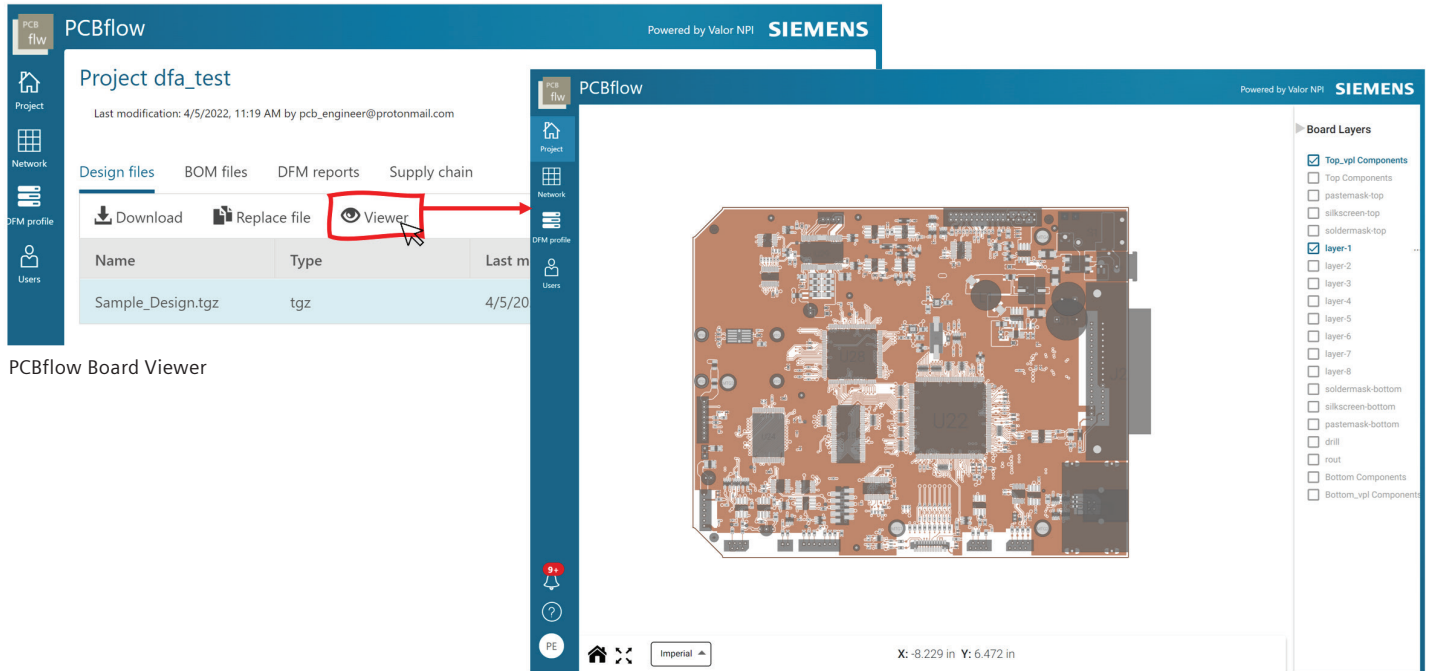 PCB
flw
PCBflow
Powered by Valor NPI SIEMENS
Project
Network
DFM profile
Users
Project dfa_test
Last modification: 4/5/2022, 11:19 AM by pcb_engineer@protonmail.com
Design files BOM files DFM reports Supply chain
Download Replace file Viewer
Name Type Last m
Sample_Design.tgz tgz 4/5/20
PCBflow Board Viewer
PCB
flw
PCBflow
Powered by Valor NPI SIEMENS
Project
Network
DFM profile
Users
9+
?
PE
U22
J2
Imperial
X: -8.229 in Y: 6.472 in
Board Layers
Top_vpl Components
Top Components
pastemask-top
silkscreen-top
soldermask-top
layer-1 ..
layer-2
layer-3
layer-4
layer-5
layer-6
layer-7
layer-8
soldermask-bottom
silkscreen-bottom
pastemask-bottom
drill
rout
Bottom Components
Bottom_vpl Components